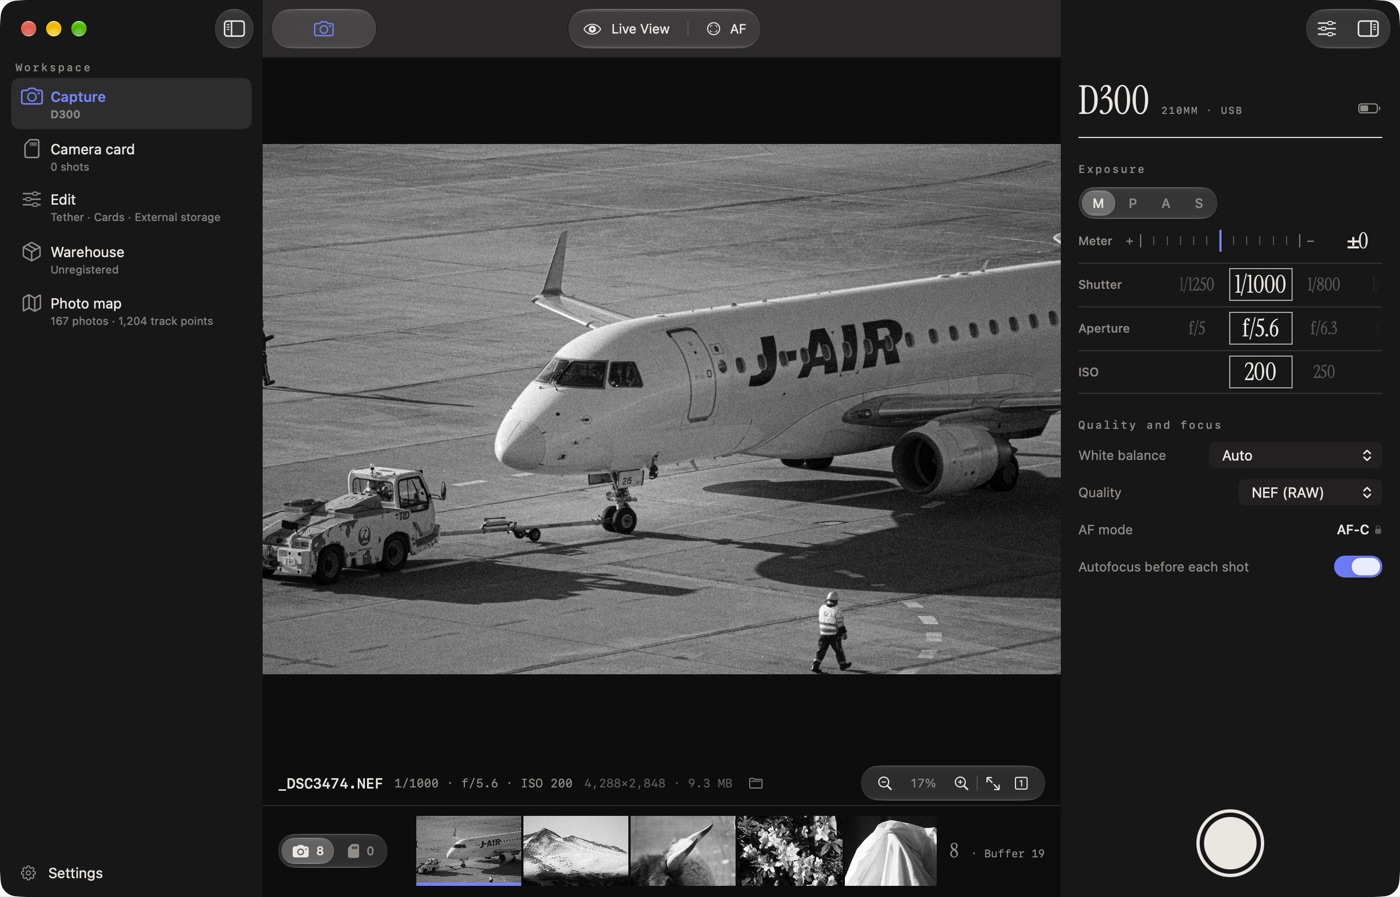 Live View
AF
Workspace
Capture
D300
Camera card
0 shots
Edit
Tether · Cards · External storage
Warehouse
Unregistered
Photo map
167 photos · 1,204 track points
Settings
J-AIR
215
_DSC3474.NEF 1/1000 · f/5.6 · ISO 200 4,288×2,848 · 9.3 MB
17%
1
8
0
J-AIR
8 · Buffer 19
D300 210MM · USB
Exposure
M P A S
Meter + − ±0
Shutter 1/1250 1/1000 1/800
Aperture f/5 f/5.6 f/6.3
ISO 200 250
Quality and focus
White balance Auto
Quality NEF (RAW)
AF mode AF-C
Autofocus before each shot